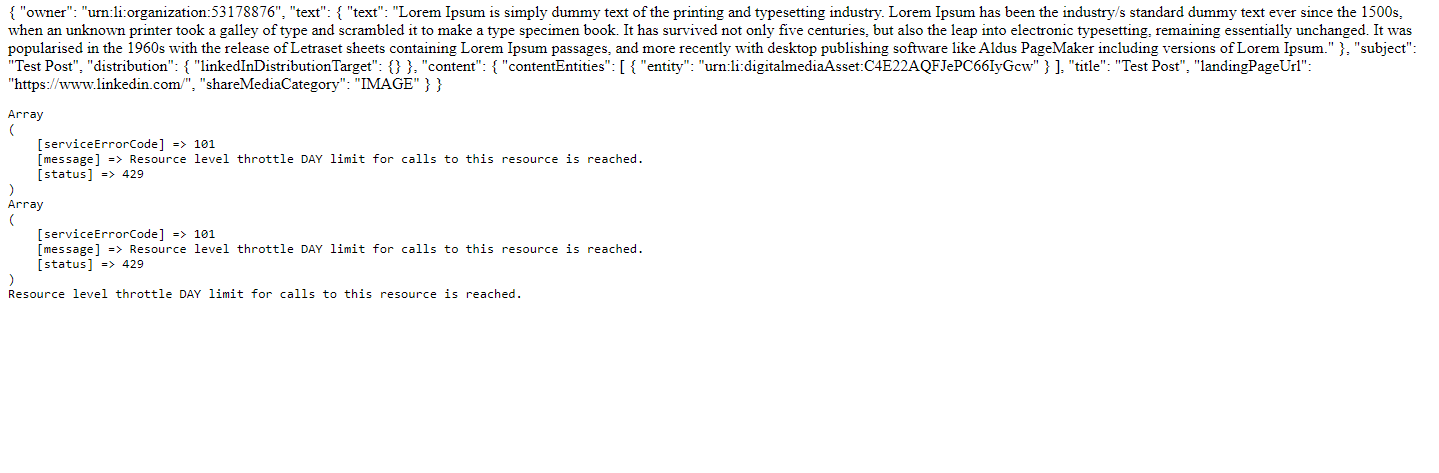 { "owner": "urn:li:organization:53178876", "text": { "text": "Lorem Ipsum is simply dummy text of the printing and typesetting industry. Lorem Ipsum has been the industry/s standard dummy text ever since the 1500s,
when an unknown printer took a galley of type and scrambled it to make a type specimen book. It has survived not only five centuries, but also the leap into electronic typesetting, remaining essentially unchanged. It was
popularised in the 1960s with the release of Letraset sheets containing Lorem Ipsum passages, and more recently with desktop publishing software like Aldus PageMaker including versions of Lorem Ipsum." }, "subject":
"Test Post", "distribution": { "linkedInDistributionTarget": {} }, "content": { "contentEntities": [ { "entity": "urn:li:digitalmediaAsset:C4E22AQFJePC66IyGcw" } ], "title": "Test Post", "landingPageUrl":
"https://www.linkedin.com/", "shareMediaCategory": "IMAGE" } }
Array
(
    [serviceErrorCode] => 101
    [message] => Resource level throttle DAY limit for calls to this resource is reached.
    [status] => 429
)
Array
(
    [serviceErrorCode] => 101
    [message] => Resource level throttle DAY limit for calls to this resource is reached.
    [status] => 429
)
Resource level throttle DAY limit for calls to this resource is reached.